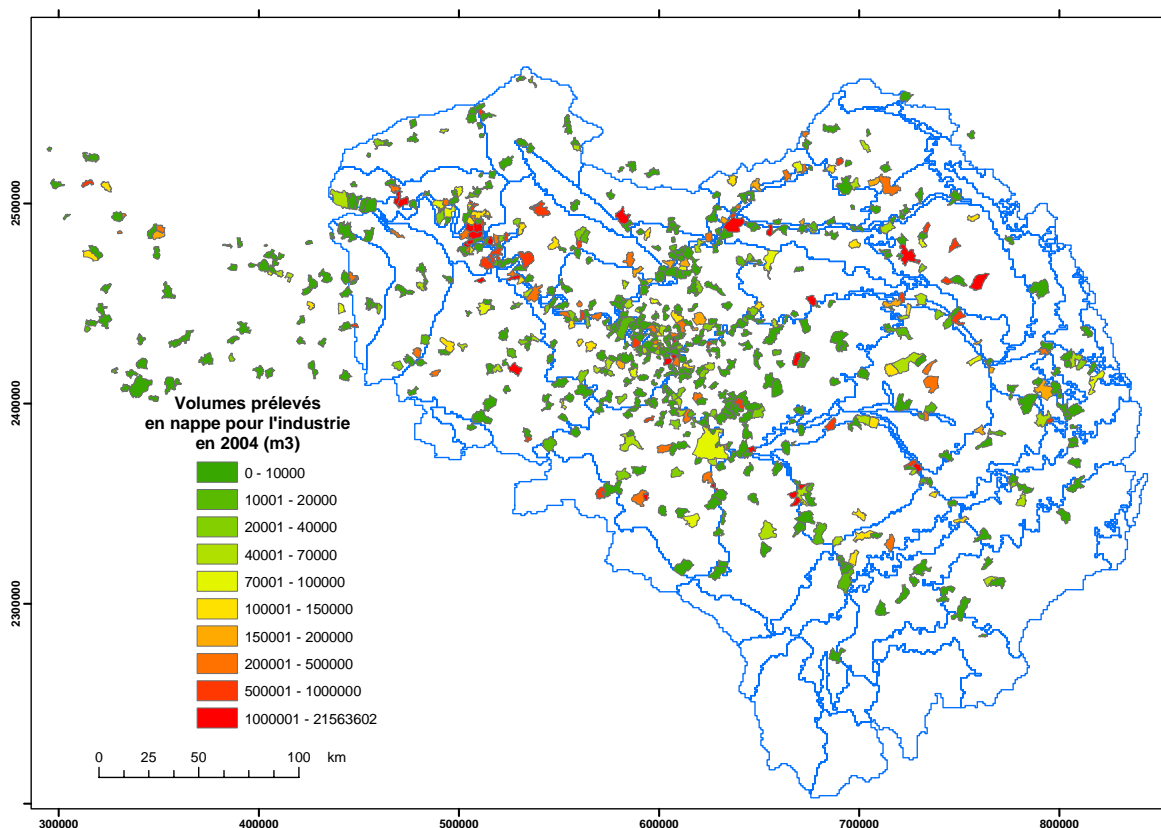 2500000
2400000
2300000
Volumes prélevés
en nappe pour l'industrie
en 2004 (m3)
0 - 10000
10001 - 20000
20001 - 40000
40001 - 70000
70001 - 100000
100001 - 150000
150001 - 200000
200001 - 500000
500001 - 1000000
1000001 - 21563602
0 25 50 100 km
300000 400000 500000 600000 700000 800000